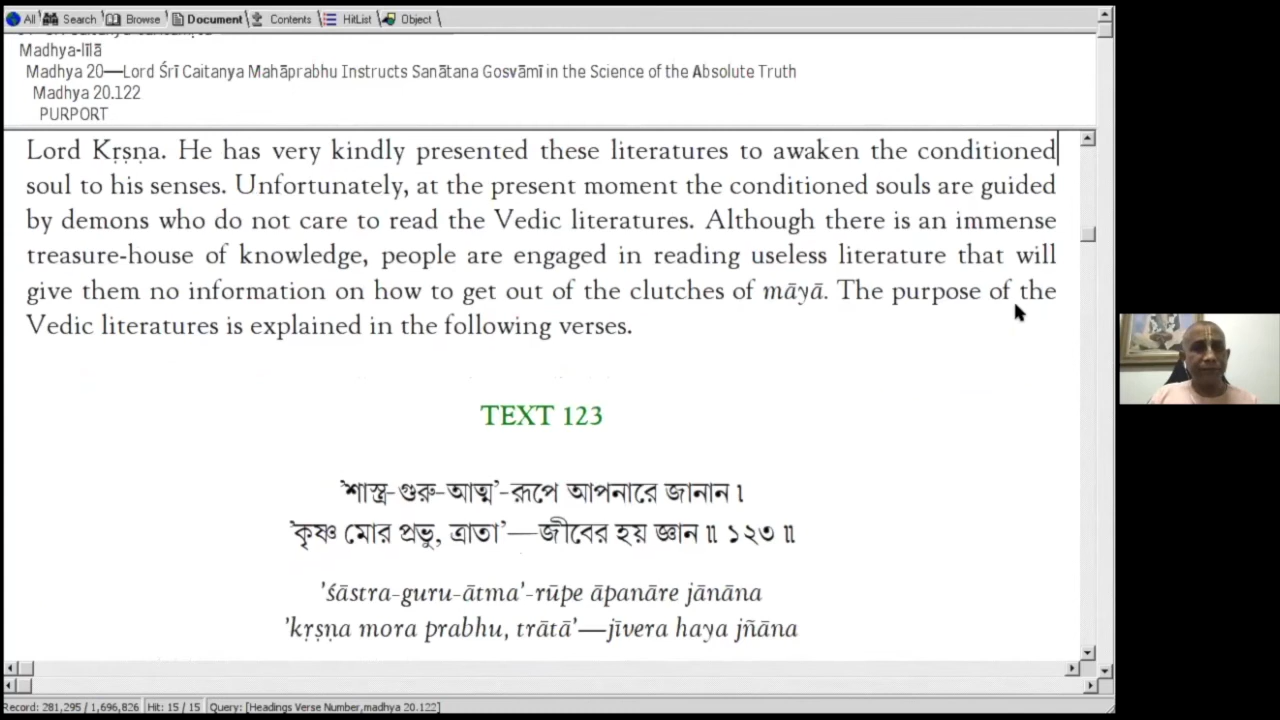 All Search Browse Document Contents HitList Object
Madhya-līlā
Madhya 20—Lord Śrī Caitanya Mahāprabhu Instructs Sanātana Gosvāmī in the Science of the Absolute Truth
Madhya 20.122
PURPORT
Lord Kṛṣṇa. He has very kindly presented these literatures to awaken the conditioned
soul to his senses. Unfortunately, at the present moment the conditioned souls are guided
by demons who do not care to read the Vedic literatures. Although there is an immense
treasure-house of knowledge, people are engaged in reading useless literature that will
give them no information on how to get out of the clutches of māyā. The purpose of the
Vedic literatures is explained in the following verses.
TEXT 123
'শাস্ত্র-গুরু-আত্ম'-রূপে আপনারে জানান ৷
'কৃষ্ণ মোর প্রভু, ত্রাতা'—জীবের হয় জ্ঞান ॥ ১২৩ ॥
'śāstra-guru-ātma'-rūpe āpanāre jānāna
'kṛṣṇa mora prabhu, trātā'—jīvera haya jñāna
Record: 281,295 / 1,696,826 Hit: 15 / 15 Query: [Headings Verse Number,madhya 20.122]